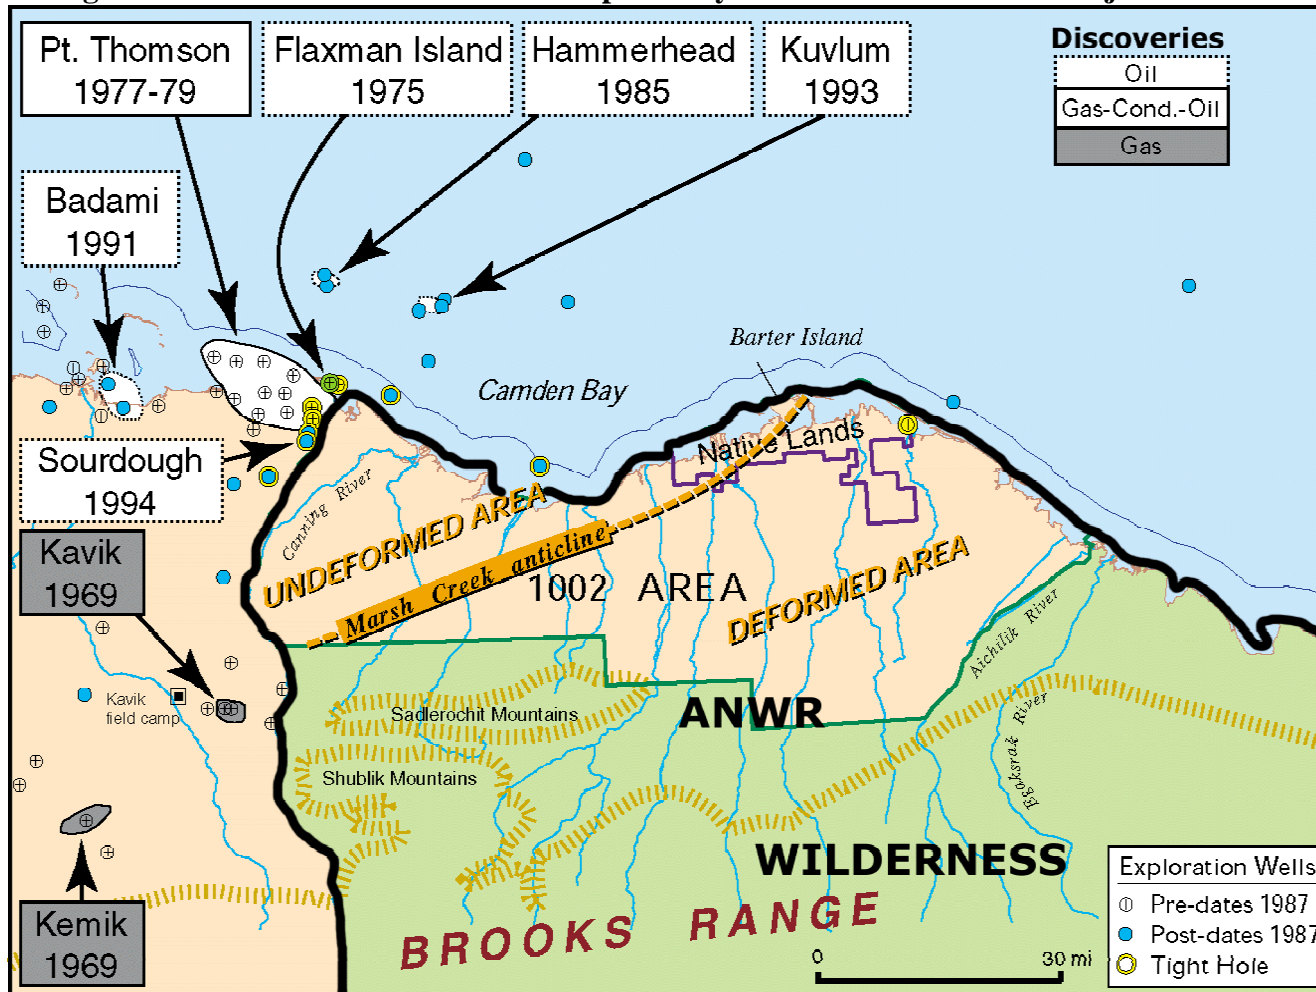 Pt. Thomson
1977-79
Flaxman Island
1975
Hammerhead
1985
Kuvlum
1993
Discoveries
Oil
Gas-Cond.-Oil
Gas
Badami
1991
Barter Island
Camden Bay
Native Lands
Sourdough
1994
Canning River
UNDEFORMED AREA
Kavik
1969
Marsh Creek anticline
1002 AREA
DEFORMED AREA
Aichilik River
Kavik
field camp
Sadlerochit Mountains
ANWR
Egaksrak River
Shublik Mountains
WILDERNESS
Kemik
1969
BROOKS RANGE
0 30 mi
Exploration Wells
Pre-dates 1987
Post-dates 1987
Tight Hole